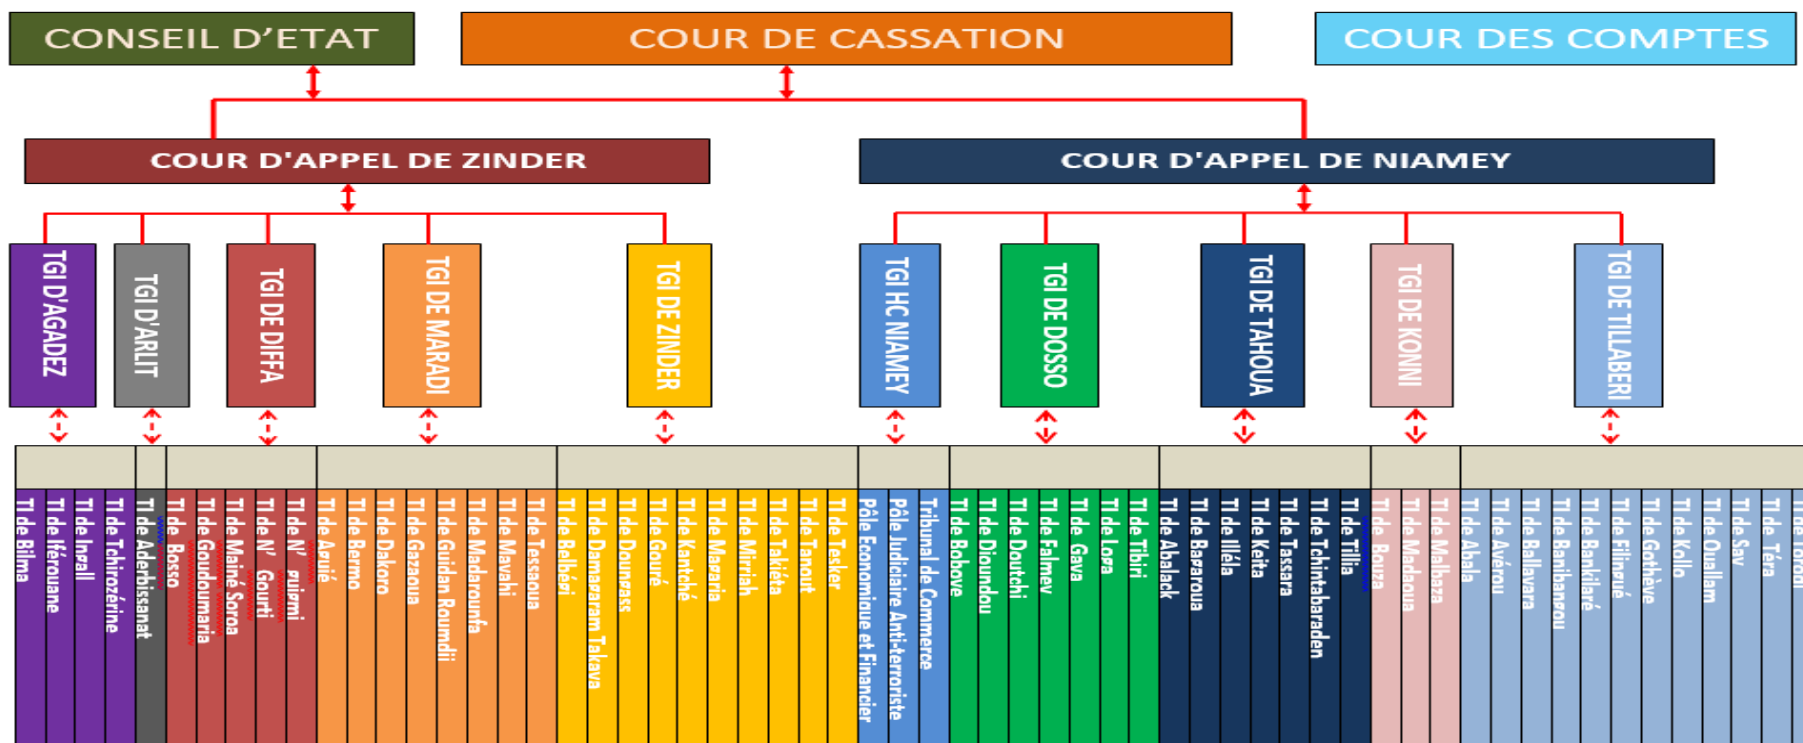 CONSEIL D'ETAT
COUR DE CASSATION
COUR DES COMPTES
COUR D'APPEL DE ZINDER
COUR D'APPEL DE NIAMEY
TGI D'AGADEZ
TGI D'ARLIT
TGI DE DIFFA
TGI DE MARADI
TGI DE ZINDER
TGI HC NIAMEY
TGI DE DOSSO
TGI DE TAHOUA
TGI DE KONNI
TGI DE TILLABERI
TI de Bilma
TI de Iférouane
TI de Ingall
TI de Tchirozérine
TI de Aderbissanat
TI de Bosso
TI de Goudoumaria
TI de Mainé Soroa
TI de N' Gourti
TI de N' guigmi
TI de Aguié
TI de Bermo
TI de Dakoro
TI de Gazaoua
TI de Guidan Roumdji
TI de Madarounfa
TI de Mayahi
TI de Tessaoua
TI de Belbégi
TI de Damagaram Takaya
TI de Doungass
TI de Gouré
TI de Kantché
TI de Magaria
TI de Mirriah
TI de Takiéta
TI de Tanout
TI de Tesker
Pôle Economique et Financier
Pôle Judiciaire Anti-terroriste
Tribunal de Commerce
TI de Boboye
TI de Dioundou
TI de Doutchi
TI de Falmey
TI de Gaya
TI de Loga
TI de Tibiri
TI de Abalack
TI de Bagaroua
TI de Illéla
TI de Keita
TI de Tassara
TI de Tchintabaraden
TI de Tillia
TI de Bouza
TI de Madaoua
TI de Malbaza
TI de Abala
TI de Ayérou
TI de Ballayara
TI de Banibangou
TI de Bankilaré
TI de Filingué
TI de Gothèye
TI de Kollo
TI de Ouallam
TI de Say
TI de Téra
TI de Torodi